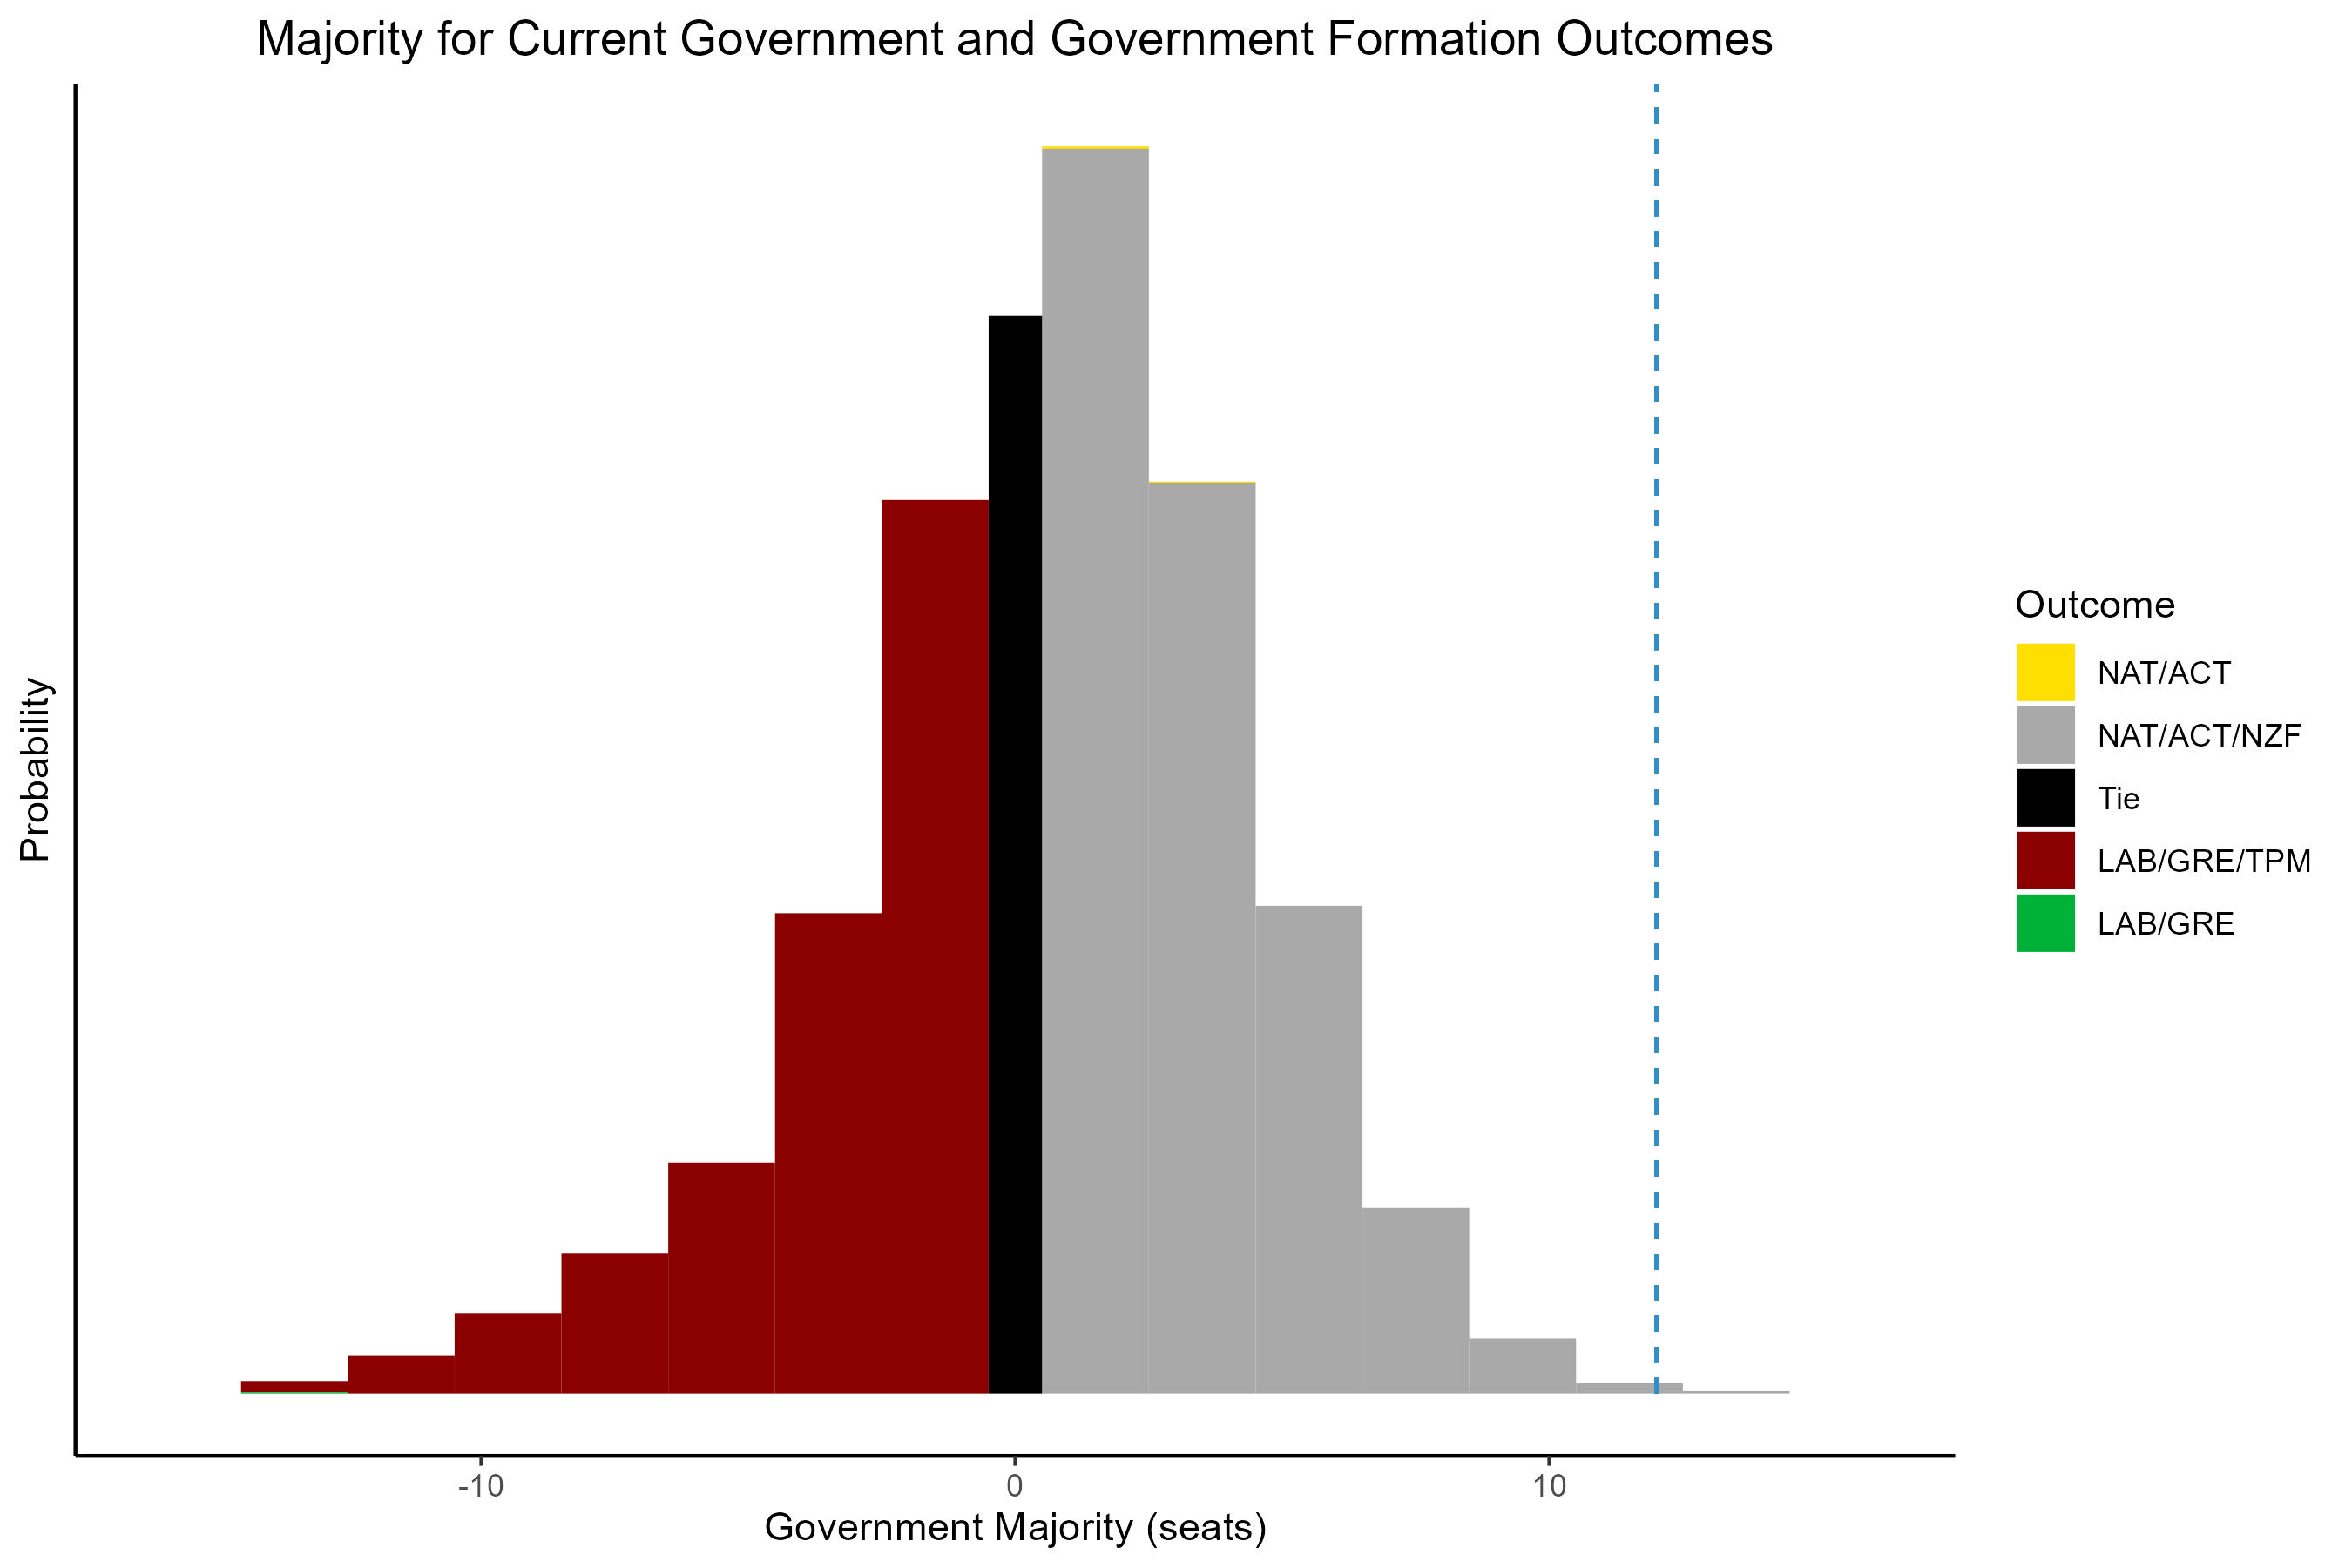 Majority for Current Government and Government Formation Outcomes
Probability
Outcome
NAT/ACT
NAT/ACT/NZF
Tie
LAB/GRE/TPM
LAB/GRE
-10
0
10
Government Majority (seats)